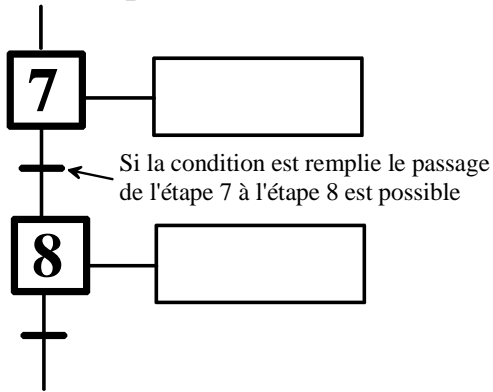 7
Si la condition est remplie le passage
de l'étape 7 à l'étape 8 est possible
8